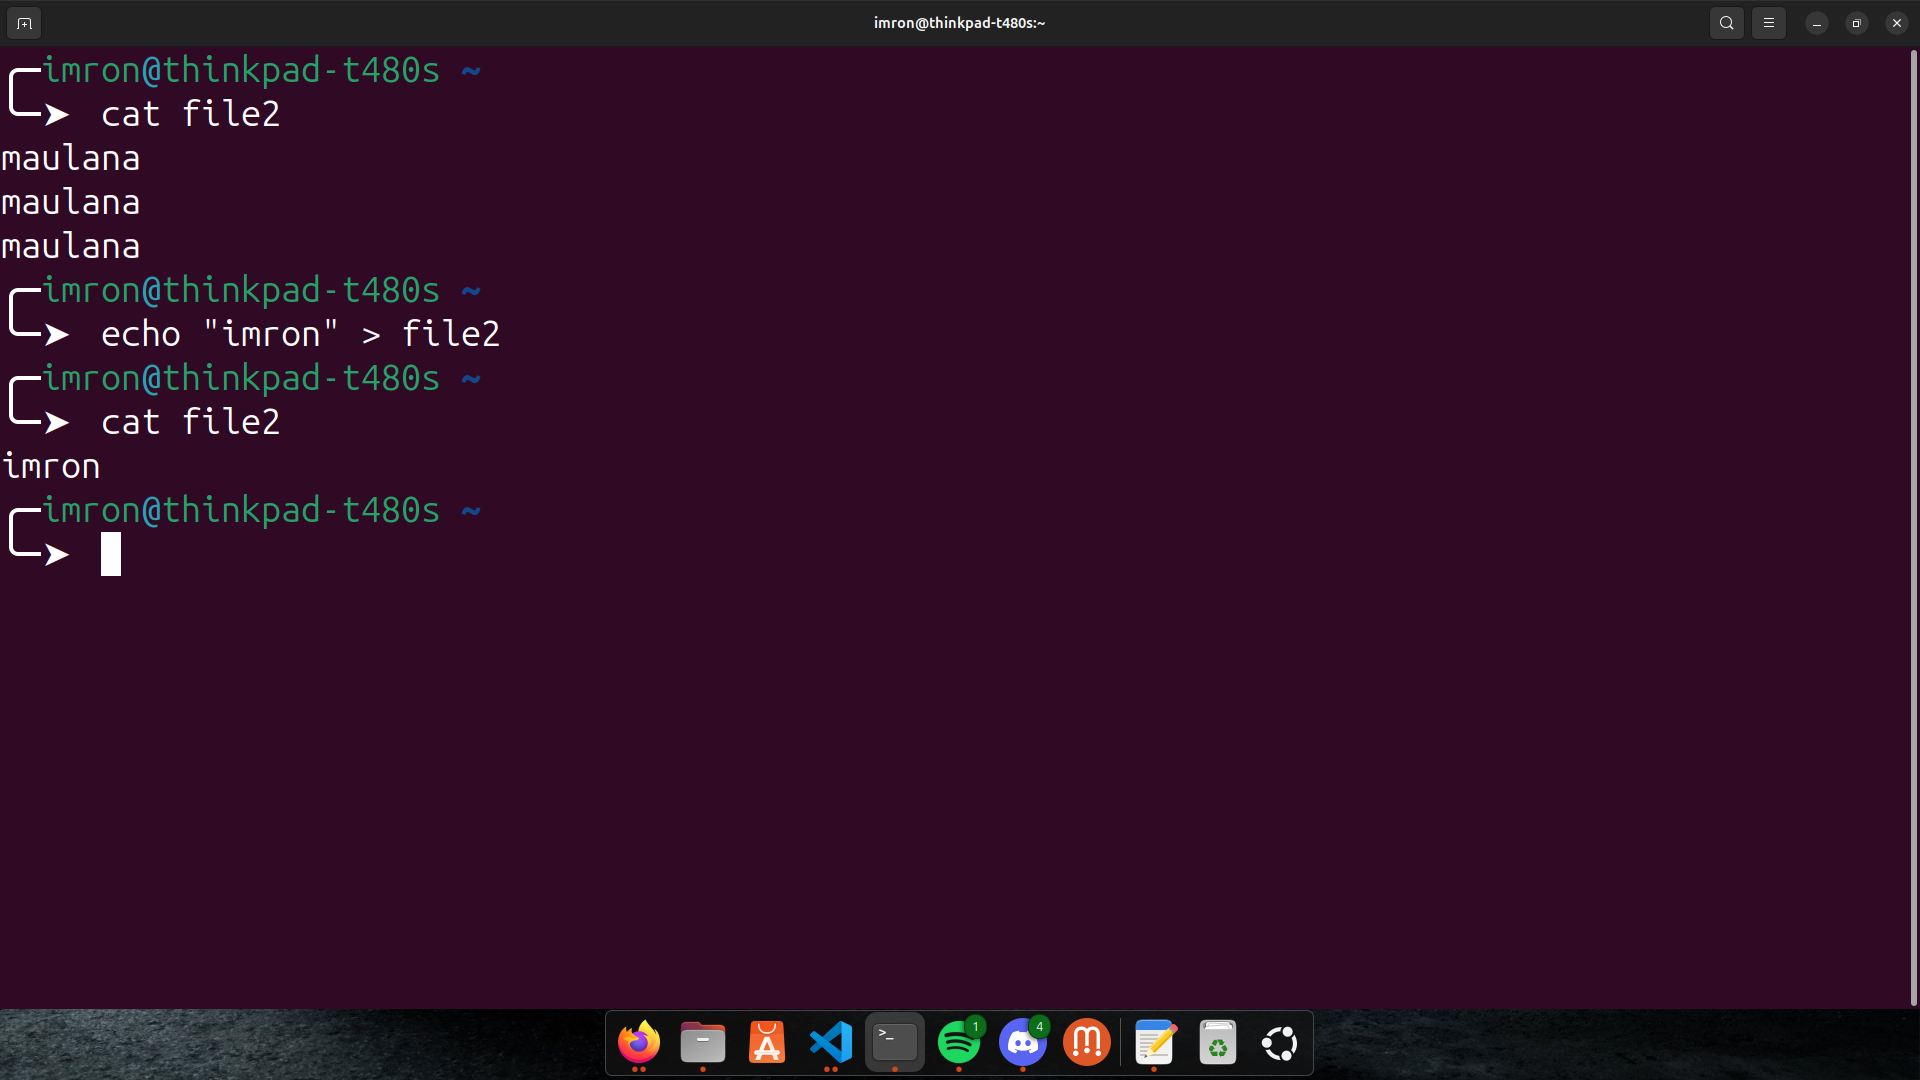 imron@thinkpad-t480s:~
imron@thinkpad-t480s ~
➤ cat file2
maulana
maulana
maulana
imron@thinkpad-t480s ~
➤ echo "imron" > file2
imron@thinkpad-t480s ~
➤ cat file2
imron
imron@thinkpad-t480s ~
➤
>_
1
4